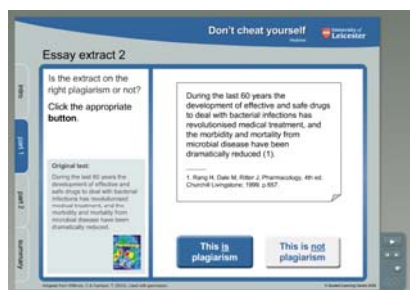 Don't cheat yourself
Medicine
University of
Leicester
Essay extract 2
Is the extract on the
right plagiarism or not?
Click the appropriate
button.
Original text:
During the last 60 years the
development of effective and
safe drugs to deal with bacterial
infections has revolutionised
medical treatment, and the
morbidity and mortality from
microbial disease have been
dramatically reduced.
During the last 60 years the
development of effective and safe drugs
to deal with bacterial infections has
revolutionised medical treatment, and
the morbidity and mortality from
microbial disease have been
dramatically reduced (1).
1. Rang H, Dale M, Ritter J, Pharmacology, 4th ed.
Churchill Livingstone; 1999. p.657
This is
plagiarism
This is not
plagiarism
intro
part 1
part 2
summary